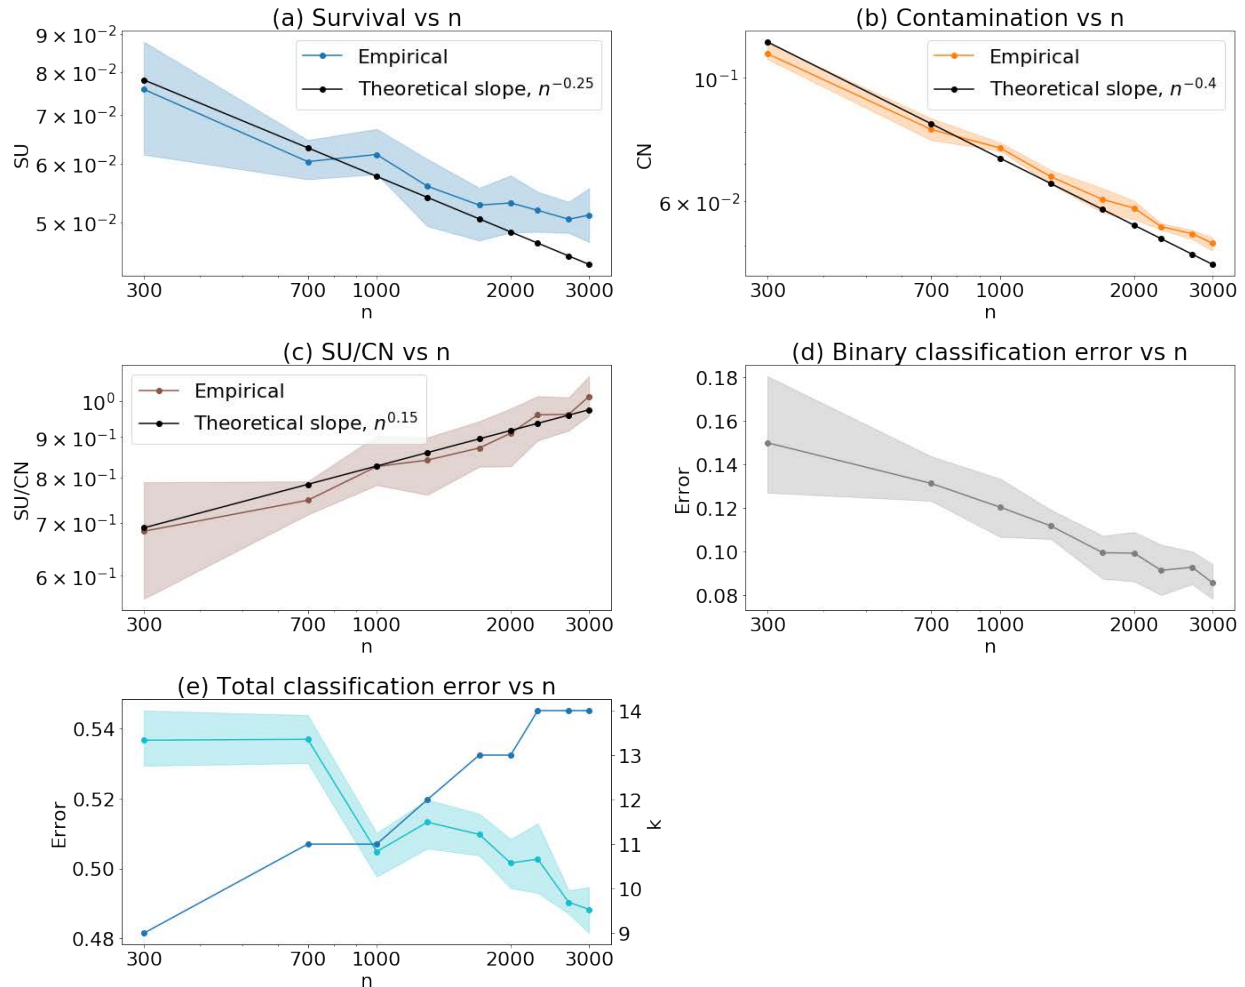 (a) Survival vs n
9 × 10⁻²
8 × 10⁻²
7 × 10⁻²
6 × 10⁻²
5 × 10⁻²
SU
Empirical
Theoretical slope, n⁻⁰·²⁵
300 700 1000 2000 3000
n
(b) Contamination vs n
10⁻¹
6 × 10⁻²
CN
Empirical
Theoretical slope, n⁻⁰·⁴
300 700 1000 2000 3000
n
(c) SU/CN vs n
10⁰
9 × 10⁻¹
8 × 10⁻¹
7 × 10⁻¹
6 × 10⁻¹
SU/CN
Empirical
Theoretical slope, n⁰·¹⁵
300 700 1000 2000 3000
n
(d) Binary classification error vs n
0.18
0.16
0.14
0.12
0.10
0.08
Error
300 700 1000 2000 3000
n
(e) Total classification error vs n
0.54
0.52
0.50
0.48
Error
14
13
12
11
10
9
k
300 700 1000 2000 3000
n